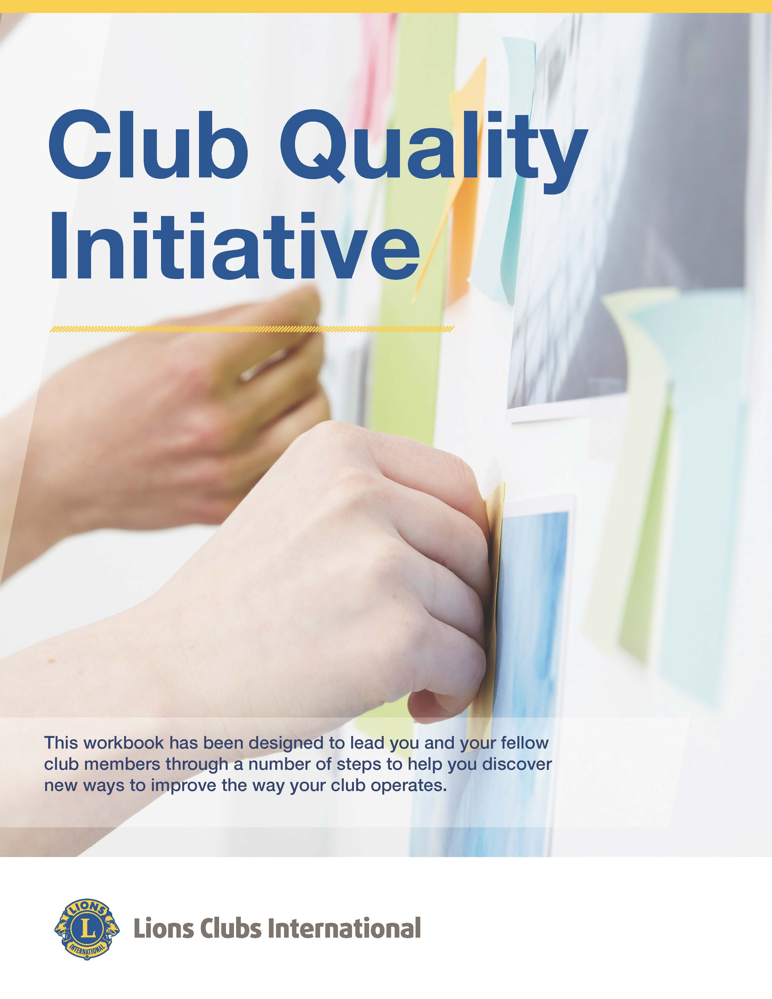 Club Quality
Initiative
This workbook has been designed to lead you and your fellow
club members through a number of steps to help you discover
new ways to improve the way your club operates.
LIONS
L
INTERNATIONAL
Lions Clubs International